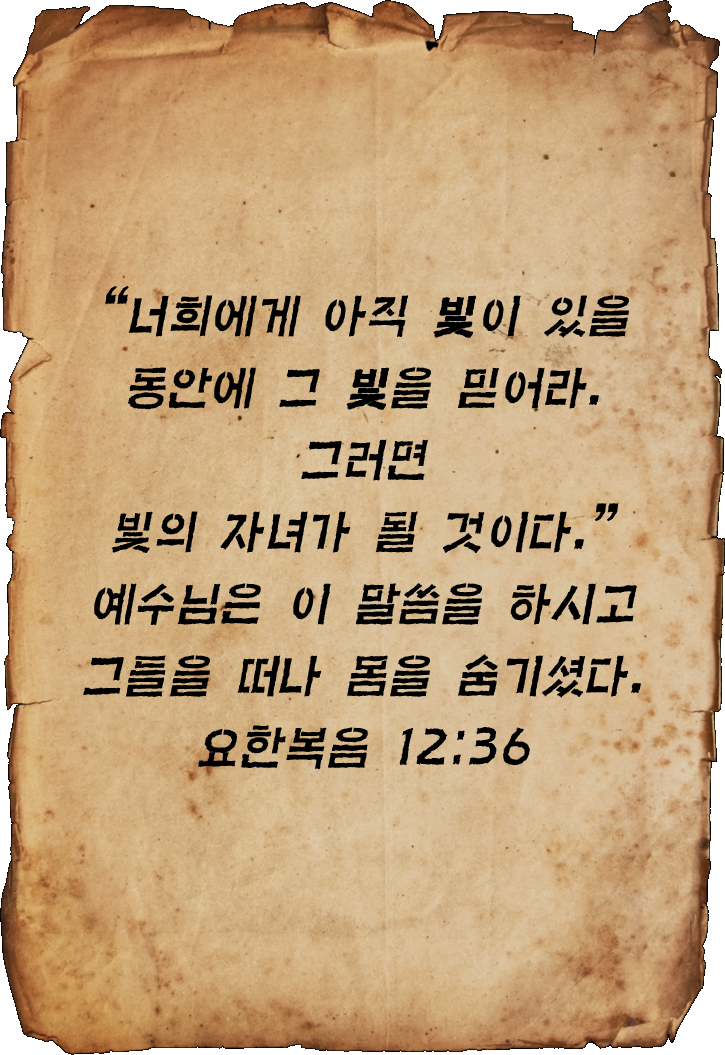 “너희에게 아직 빛이 있을
동안에 그 빛을 믿어라.
그러면
빛의 자녀가 될 것이다.”
예수님은 이 말씀을 하시고
그들을 떠나 몸을 숨기셨다.
요한복음 12:36